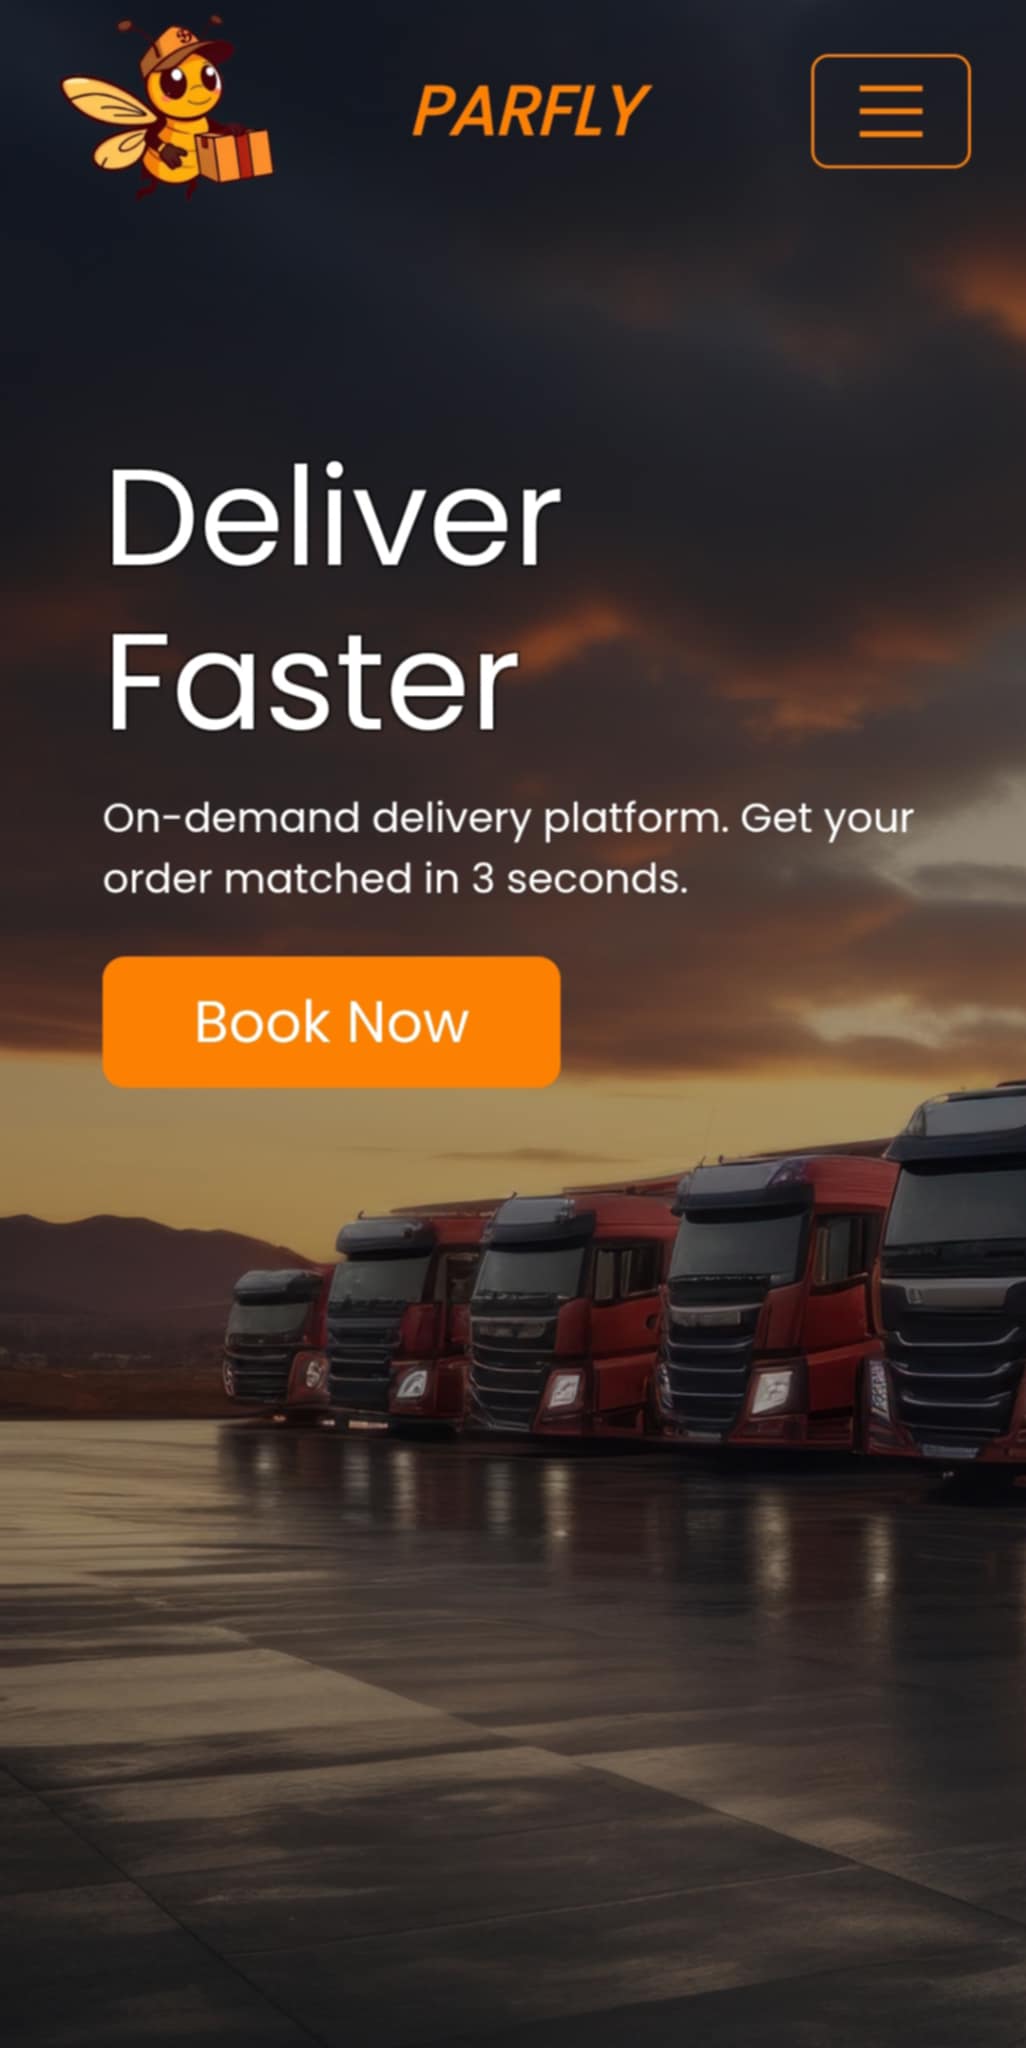 PARFLY
Deliver
Faster
On-demand delivery platform. Get your
order matched in 3 seconds.
Book Now